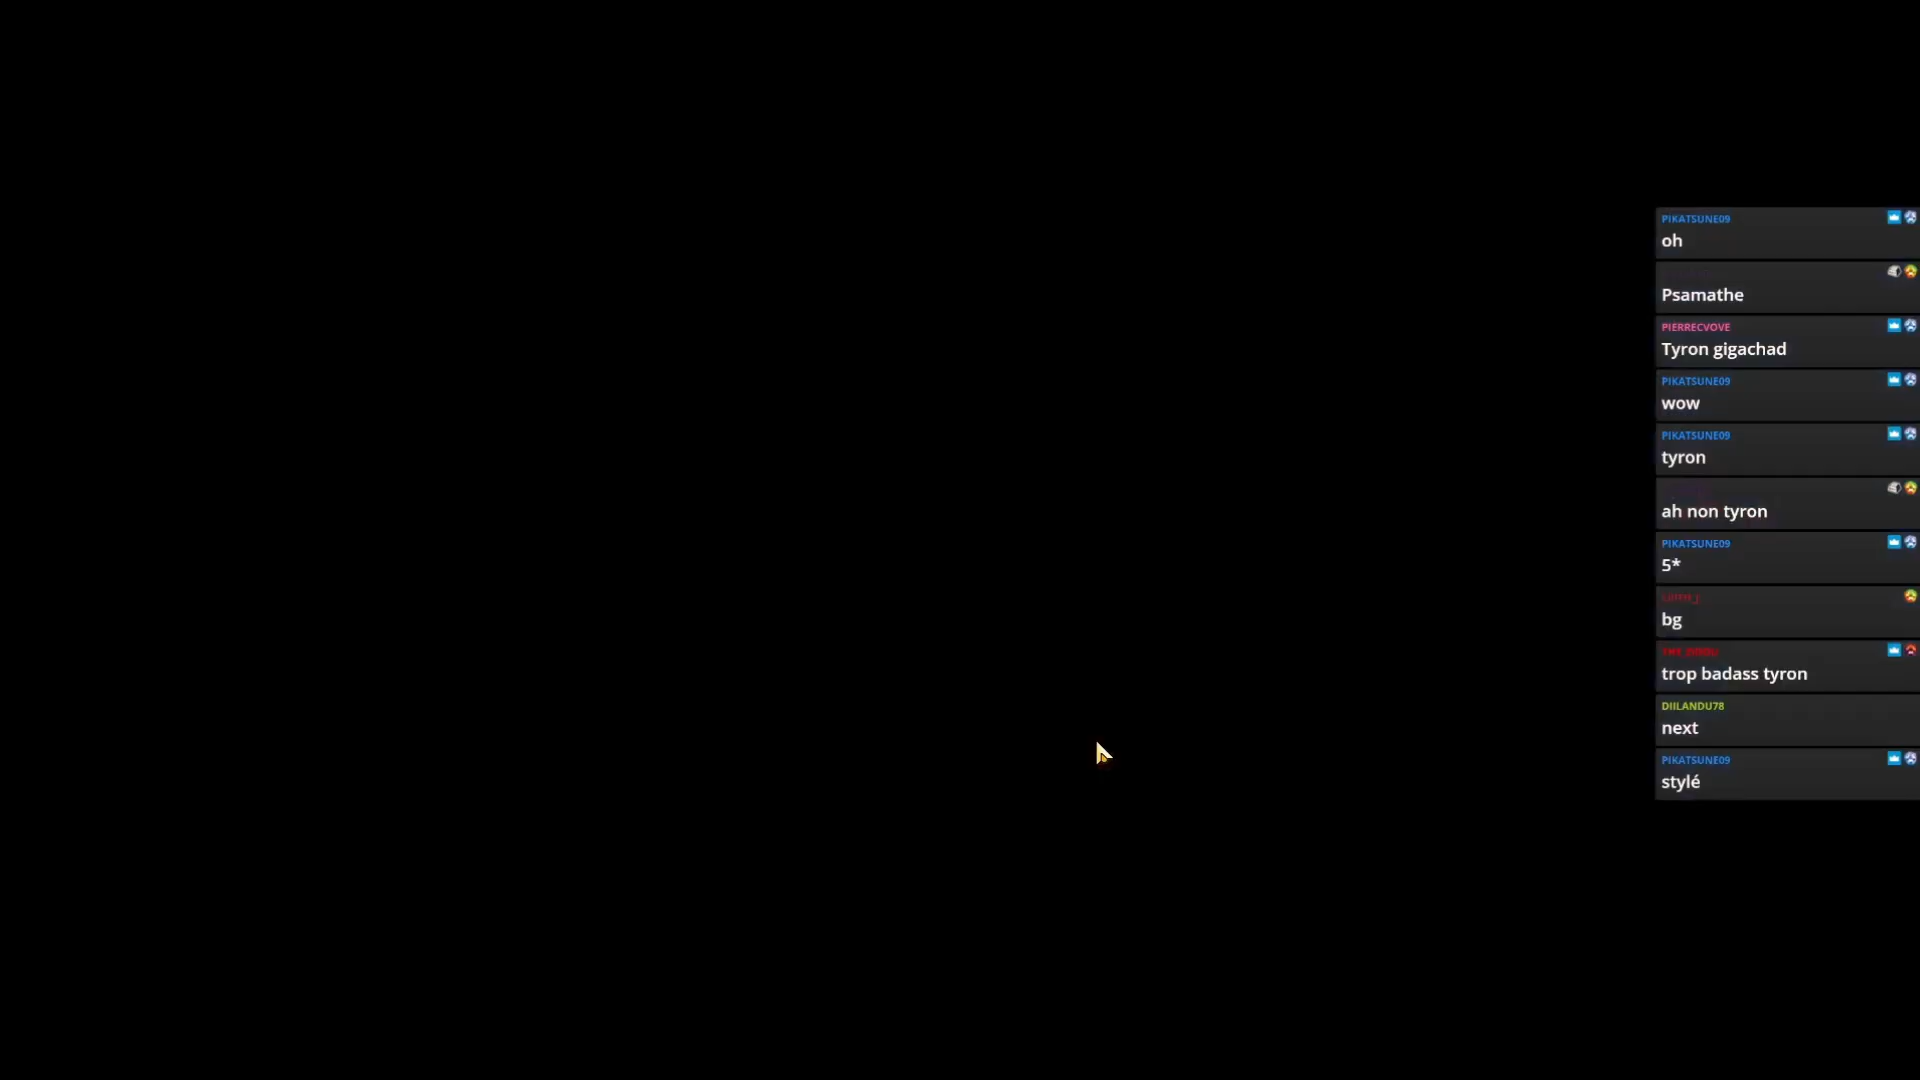 PIKATSUNE09
oh
Psamathe
PIERRECVOVE
Tyron gigachad
PIKATSUNE09
wow
PIKATSUNE09
tyron
ah non tyron
PIKATSUNE09
5*
bg
trop badass tyron
DIILANDU78
next
PIKATSUNE09
stylé